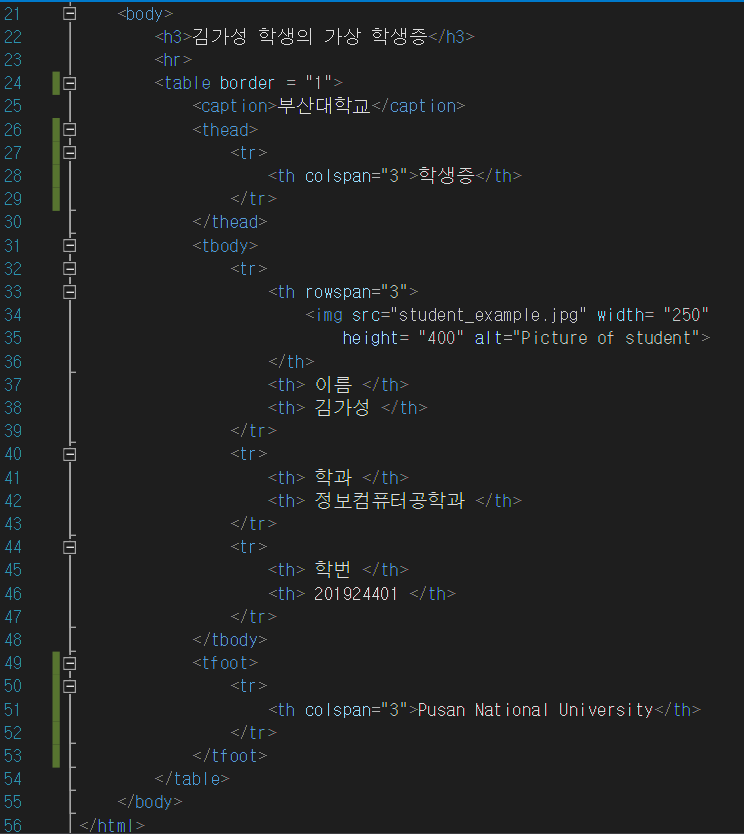 21 <body>
22 <h3>김가성 학생의 가상 학생증</h3>
23 <hr>
24 <table border = "1">
25 <caption>부산대학교</caption>
26 <thead>
27 <tr>
28 <th colspan="3">학생증</th>
29 </tr>
30 </thead>
31 <tbody>
32 <tr>
33 <th rowspan="3">
34 <img src="student_example.jpg" width= "250"
35 height= "400" alt="Picture of student">
36 </th>
37 <th> 이름 </th>
38 <th> 김가성 </th>
39 </tr>
40 <tr>
41 <th> 학과 </th>
42 <th> 정보컴퓨터공학과 </th>
43 </tr>
44 <tr>
45 <th> 학번 </th>
46 <th> 201924401 </th>
47 </tr>
48 </tbody>
49 <tfoot>
50 <tr>
51 <th colspan="3">Pusan National University</th>
52 </tr>
53 </tfoot>
54 </table>
55 </body>
56 </html>